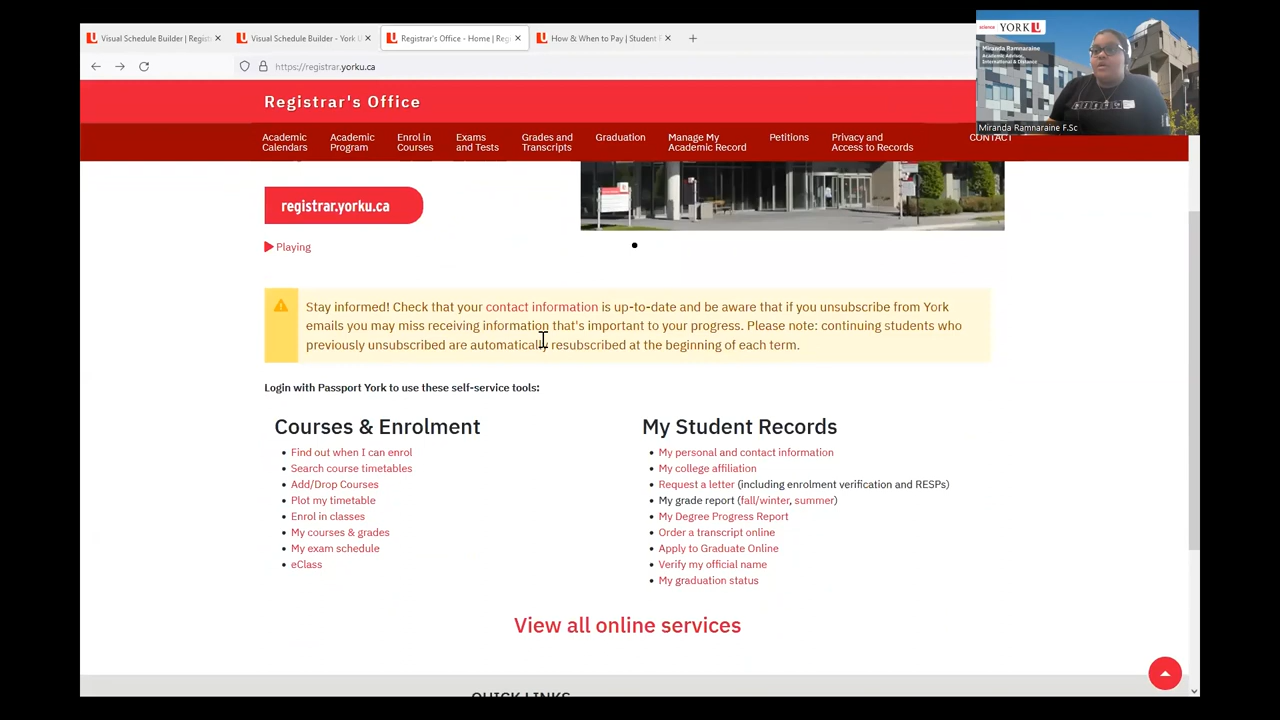 Visual Schedule Builder | Regist
Visual Schedule Builder - York U
Registrar's Office - Home | Reg
How & When to Pay | Student
https://registrar.yorku.ca
science
YORK U
Miranda Ramnaraine
Academic Advisor,
International & Distance
Miranda Ramnaraine F.Sc
Registrar's Office
Academic
Calendars
Academic
Program
Enrol in
Courses
Exams
and Tests
Grades and
Transcripts
Graduation
Manage My
Academic Record
Petitions
Privacy and
Access to Records
CONTACT
registrar.yorku.ca
Playing
Stay informed! Check that your contact information is up-to-date and be aware that if you unsubscribe from York
emails you may miss receiving information that's important to your progress. Please note: continuing students who
previously unsubscribed are automatically resubscribed at the beginning of each term.
Login with Passport York to use these self-service tools:
Courses & Enrolment
Find out when I can enrol
Search course timetables
Add/Drop Courses
Plot my timetable
Enrol in classes
My courses & grades
My exam schedule
eClass
My Student Records
My personal and contact information
My college affiliation
Request a letter (including enrolment verification and RESPs)
My grade report (fall/winter, summer)
My Degree Progress Report
Order a transcript online
Apply to Graduate Online
Verify my official name
My graduation status
View all online services
QUICK LINKS